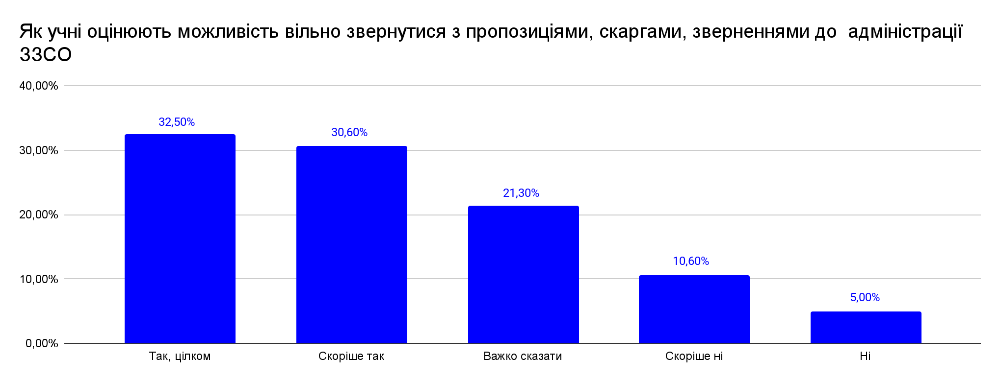 Як учні оцінюють можливість вільно звернутися з пропозиціями, скаргами, зверненнями до  адміністрації
ЗЗСО
40,00%
30,00%
20,00%
10,00%
0,00%
32,50%
30,60%
21,30%
10,60%
5,00%
Так, цілком
Скоріше так
Важко сказати
Скоріше ні
Ні